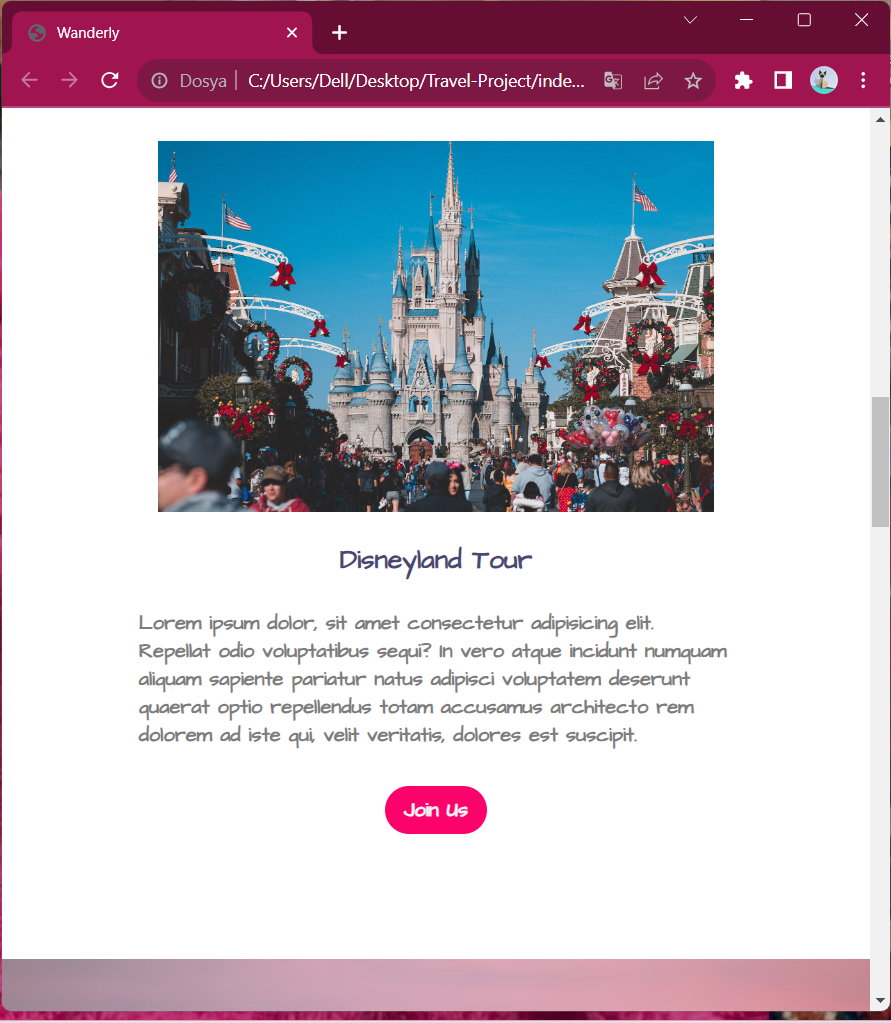 Wanderly
Dosya | C:/Users/Dell/Desktop/Travel-Project/inde...
Disneyland Tour
Lorem ipsum dolor, sit amet consectetur adipisicing elit.
Repellat odio voluptatibus sequi? In vero atque incidunt numquam
aliquam sapiente pariatur natus adipisci voluptatem deserunt
quaerat optio repellendus totam accusamus architecto rem
dolorem ad iste qui, velit veritatis, dolores est suscipit.
Join Us